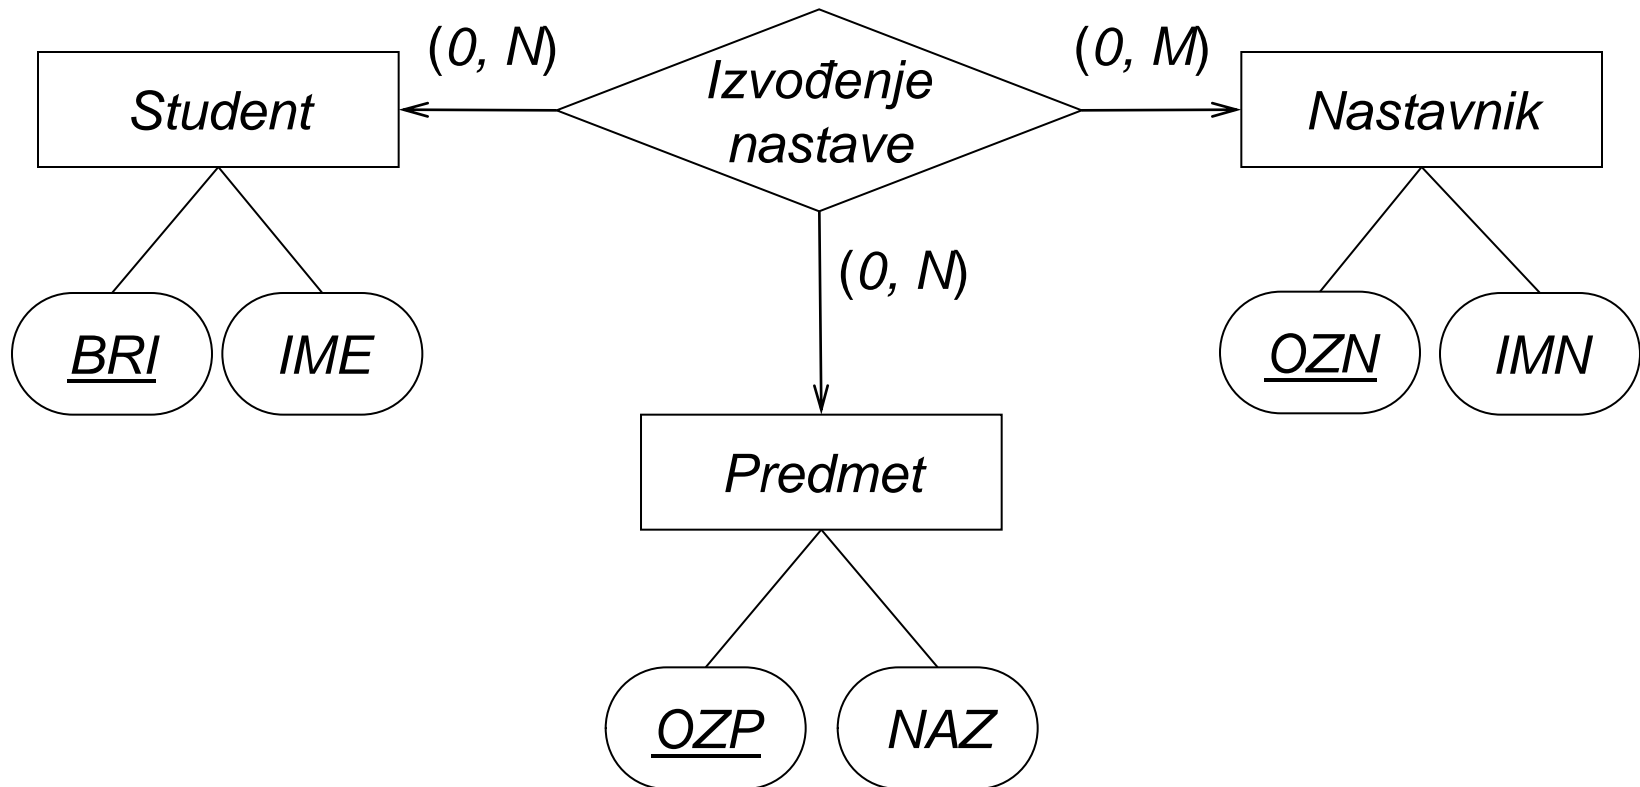 (0, N)
(0, M)
Student
Izvođenje
nastave
Nastavnik
(0, N)
BRI
IME
OZN
IMN
Predmet
OZP
NAZ